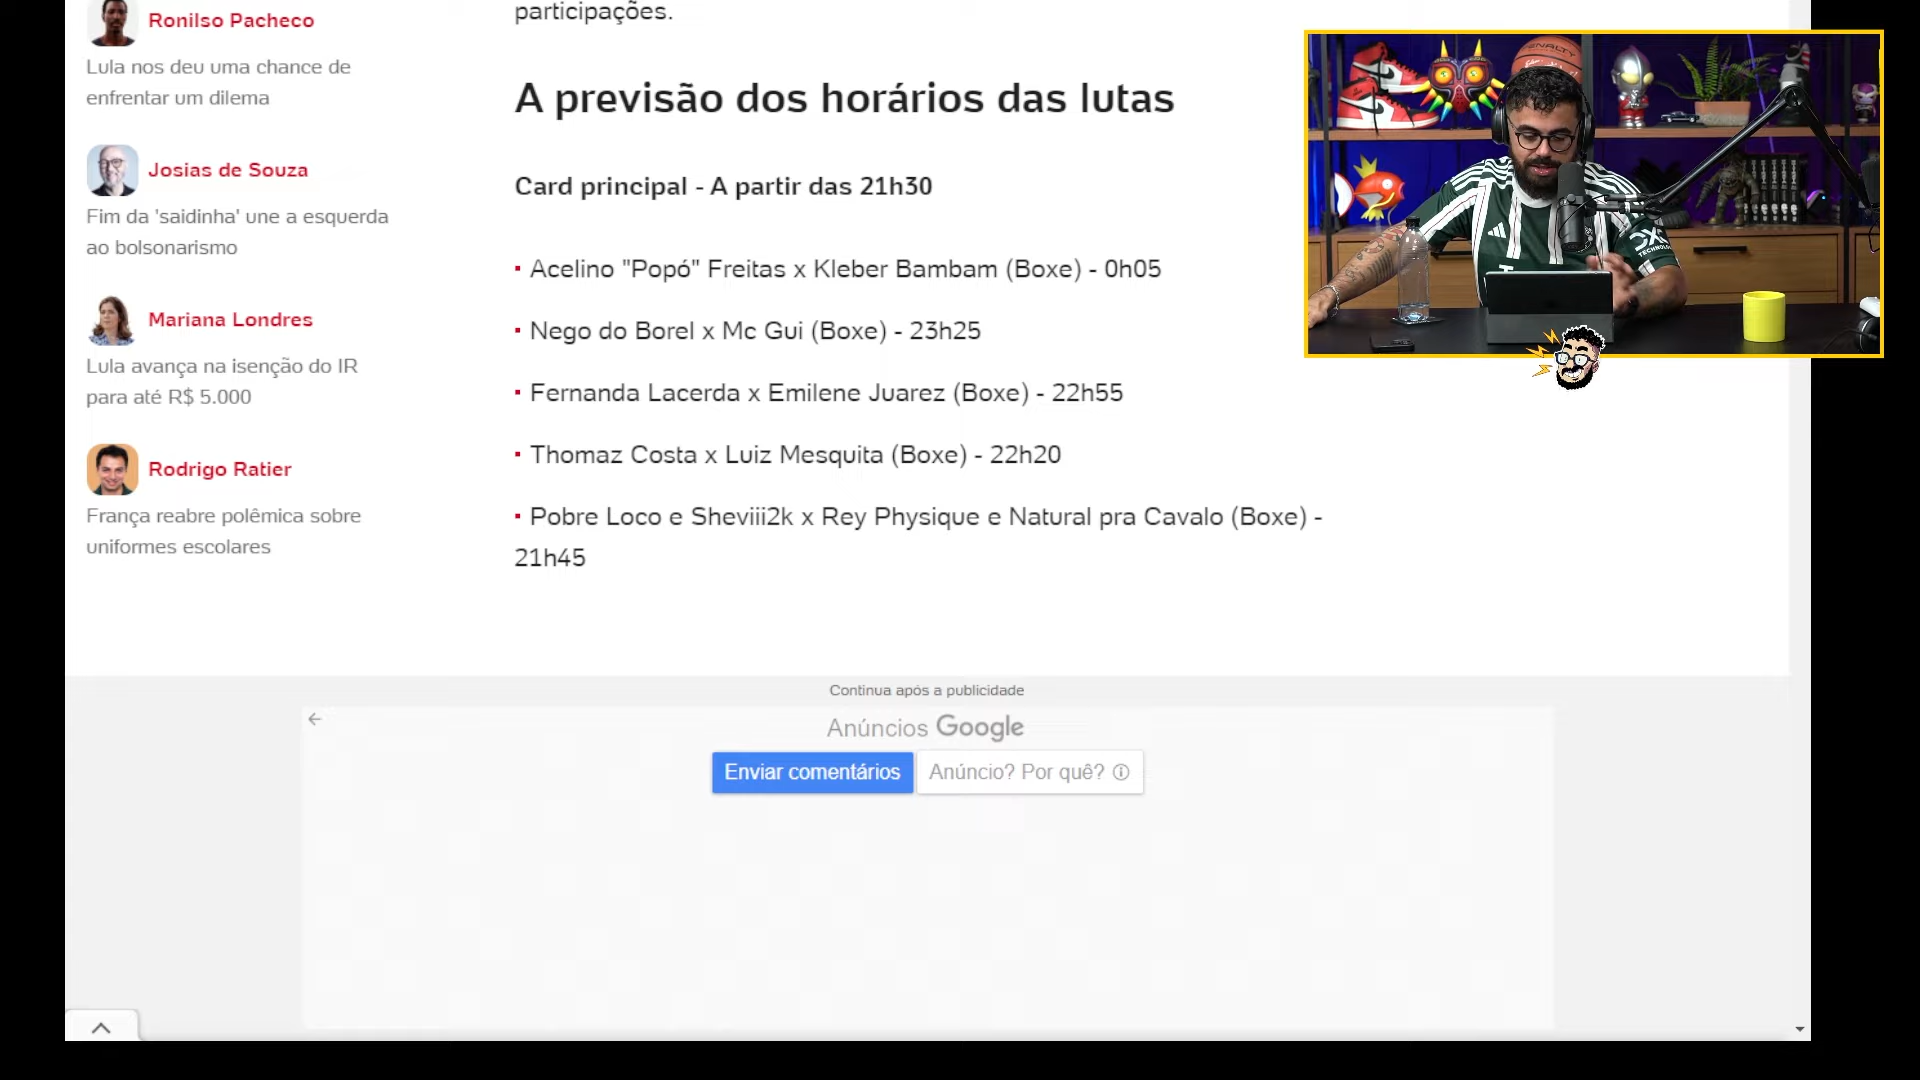 Ronilso Pacheco
Lula nos deu uma chance de
enfrentar um dilema
Josias de Souza
Fim da 'saidinha' une a esquerda
ao bolsonarismo
Mariana Londres
Lula avança na isenção do IR
para até R$ 5.000
Rodrigo Ratier
França reabre polêmica sobre
uniformes escolares
participações.
A previsão dos horários das lutas
Card principal - A partir das 21h30
▪ Acelino "Popó" Freitas x Kleber Bambam (Boxe) - 0h05
▪ Nego do Borel x Mc Gui (Boxe) - 23h25
▪ Fernanda Lacerda x Emilene Juarez (Boxe) - 22h55
▪ Thomaz Costa x Luiz Mesquita (Boxe) - 22h20
▪ Pobre Loco e Sheviii2k x Rey Physique e Natural pra Cavalo (Boxe) -
21h45
PENALTY
DXC
TECHNOLOGY
Continua após a publicidade
Anúncios Google
Enviar comentários
Anúncio? Por quê?